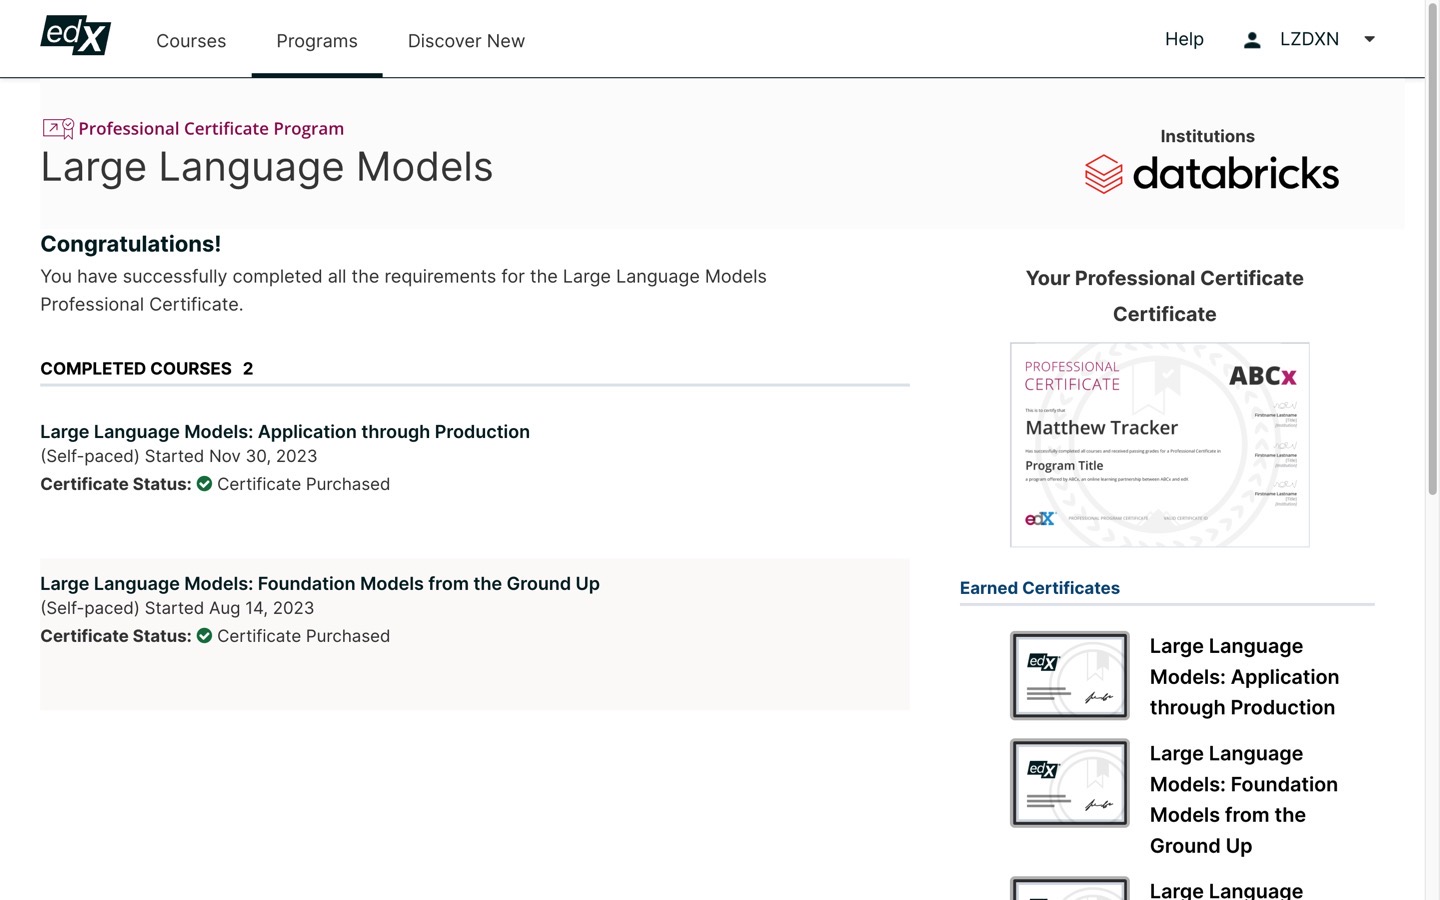 edX
Courses
Programs
Discover New
Help
LZDXN
Professional Certificate Program
Large Language Models
Institutions
databricks
Congratulations!
You have successfully completed all the requirements for the Large Language Models
Professional Certificate.
COMPLETED COURSES 2
Large Language Models: Application through Production
(Self-paced) Started Nov 30, 2023
Certificate Status: Certificate Purchased
Large Language Models: Foundation Models from the Ground Up
(Self-paced) Started Aug 14, 2023
Certificate Status: Certificate Purchased
Your Professional Certificate
Certificate
PROFESSIONAL
CERTIFICATE
ABCx
This is to certify that
Matthew Tracker
Has successfully completed all courses and received passing grades for a Professional Certificate in
Program Title
a program offered by ABCx, an online learning partnership between ABCx and edX
Firstname Lastname
[Title]
[Institution]
Firstname Lastname
[Title]
[Institution]
Firstname Lastname
[Title]
[Institution]
edX
PROFESSIONAL PROGRAM CERTIFICATE
VALID CERTIFICATE ID
Earned Certificates
edX
Large Language
Models: Application
through Production
edX
Large Language
Models: Foundation
Models from the
Ground Up
Large Language